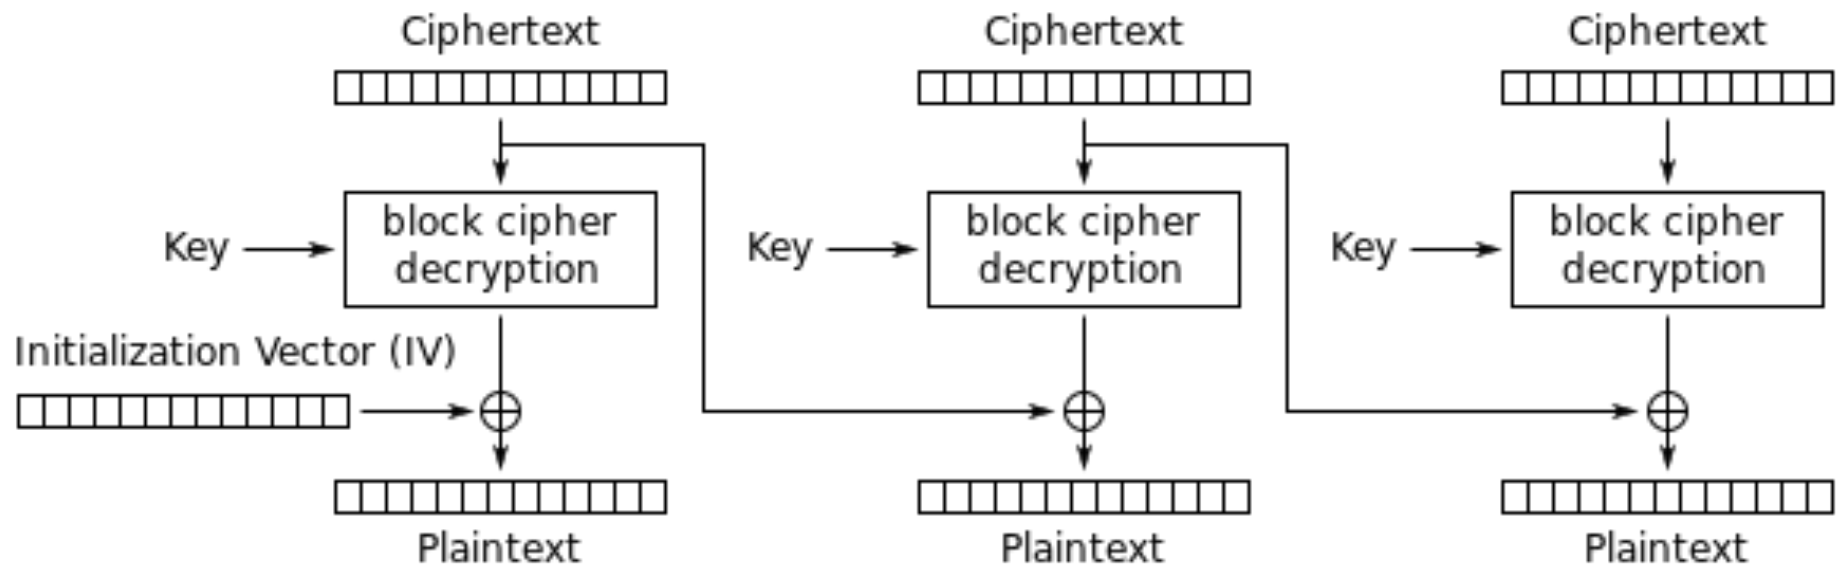 Ciphertext
Ciphertext
Ciphertext
Key
block cipher
decryption
Key
block cipher
decryption
Key
block cipher
decryption
Initialization Vector (IV)
Plaintext
Plaintext
Plaintext